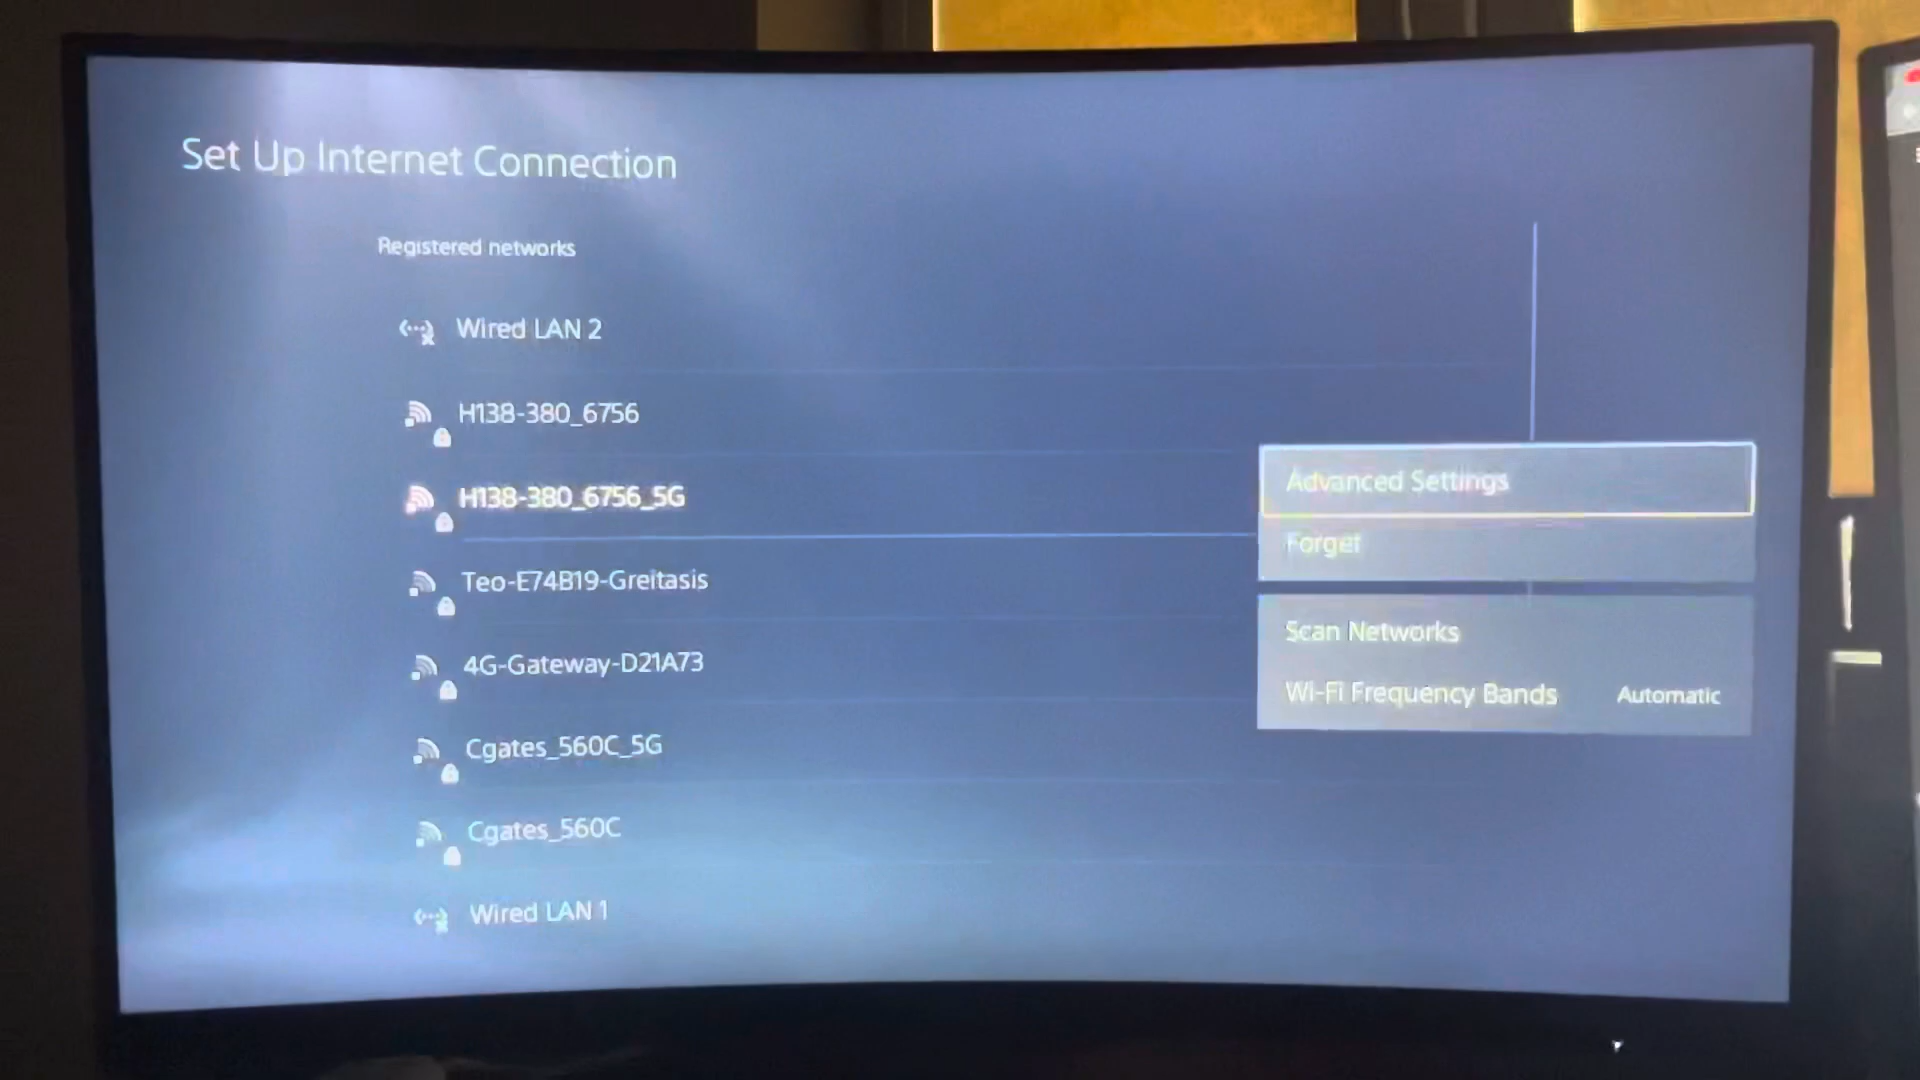 Set Up Internet Connection
Registered networks
Wired LAN 2
H138-380_6756
H138-380_6756_5G
Teo-E74B19-Greitasis
4G-Gateway-D21A73
Cgates_560C_5G
Cgates_560C
Wired LAN 1
Advanced Settings
Forget
Scan Networks
Wi-Fi Frequency Bands Automatic